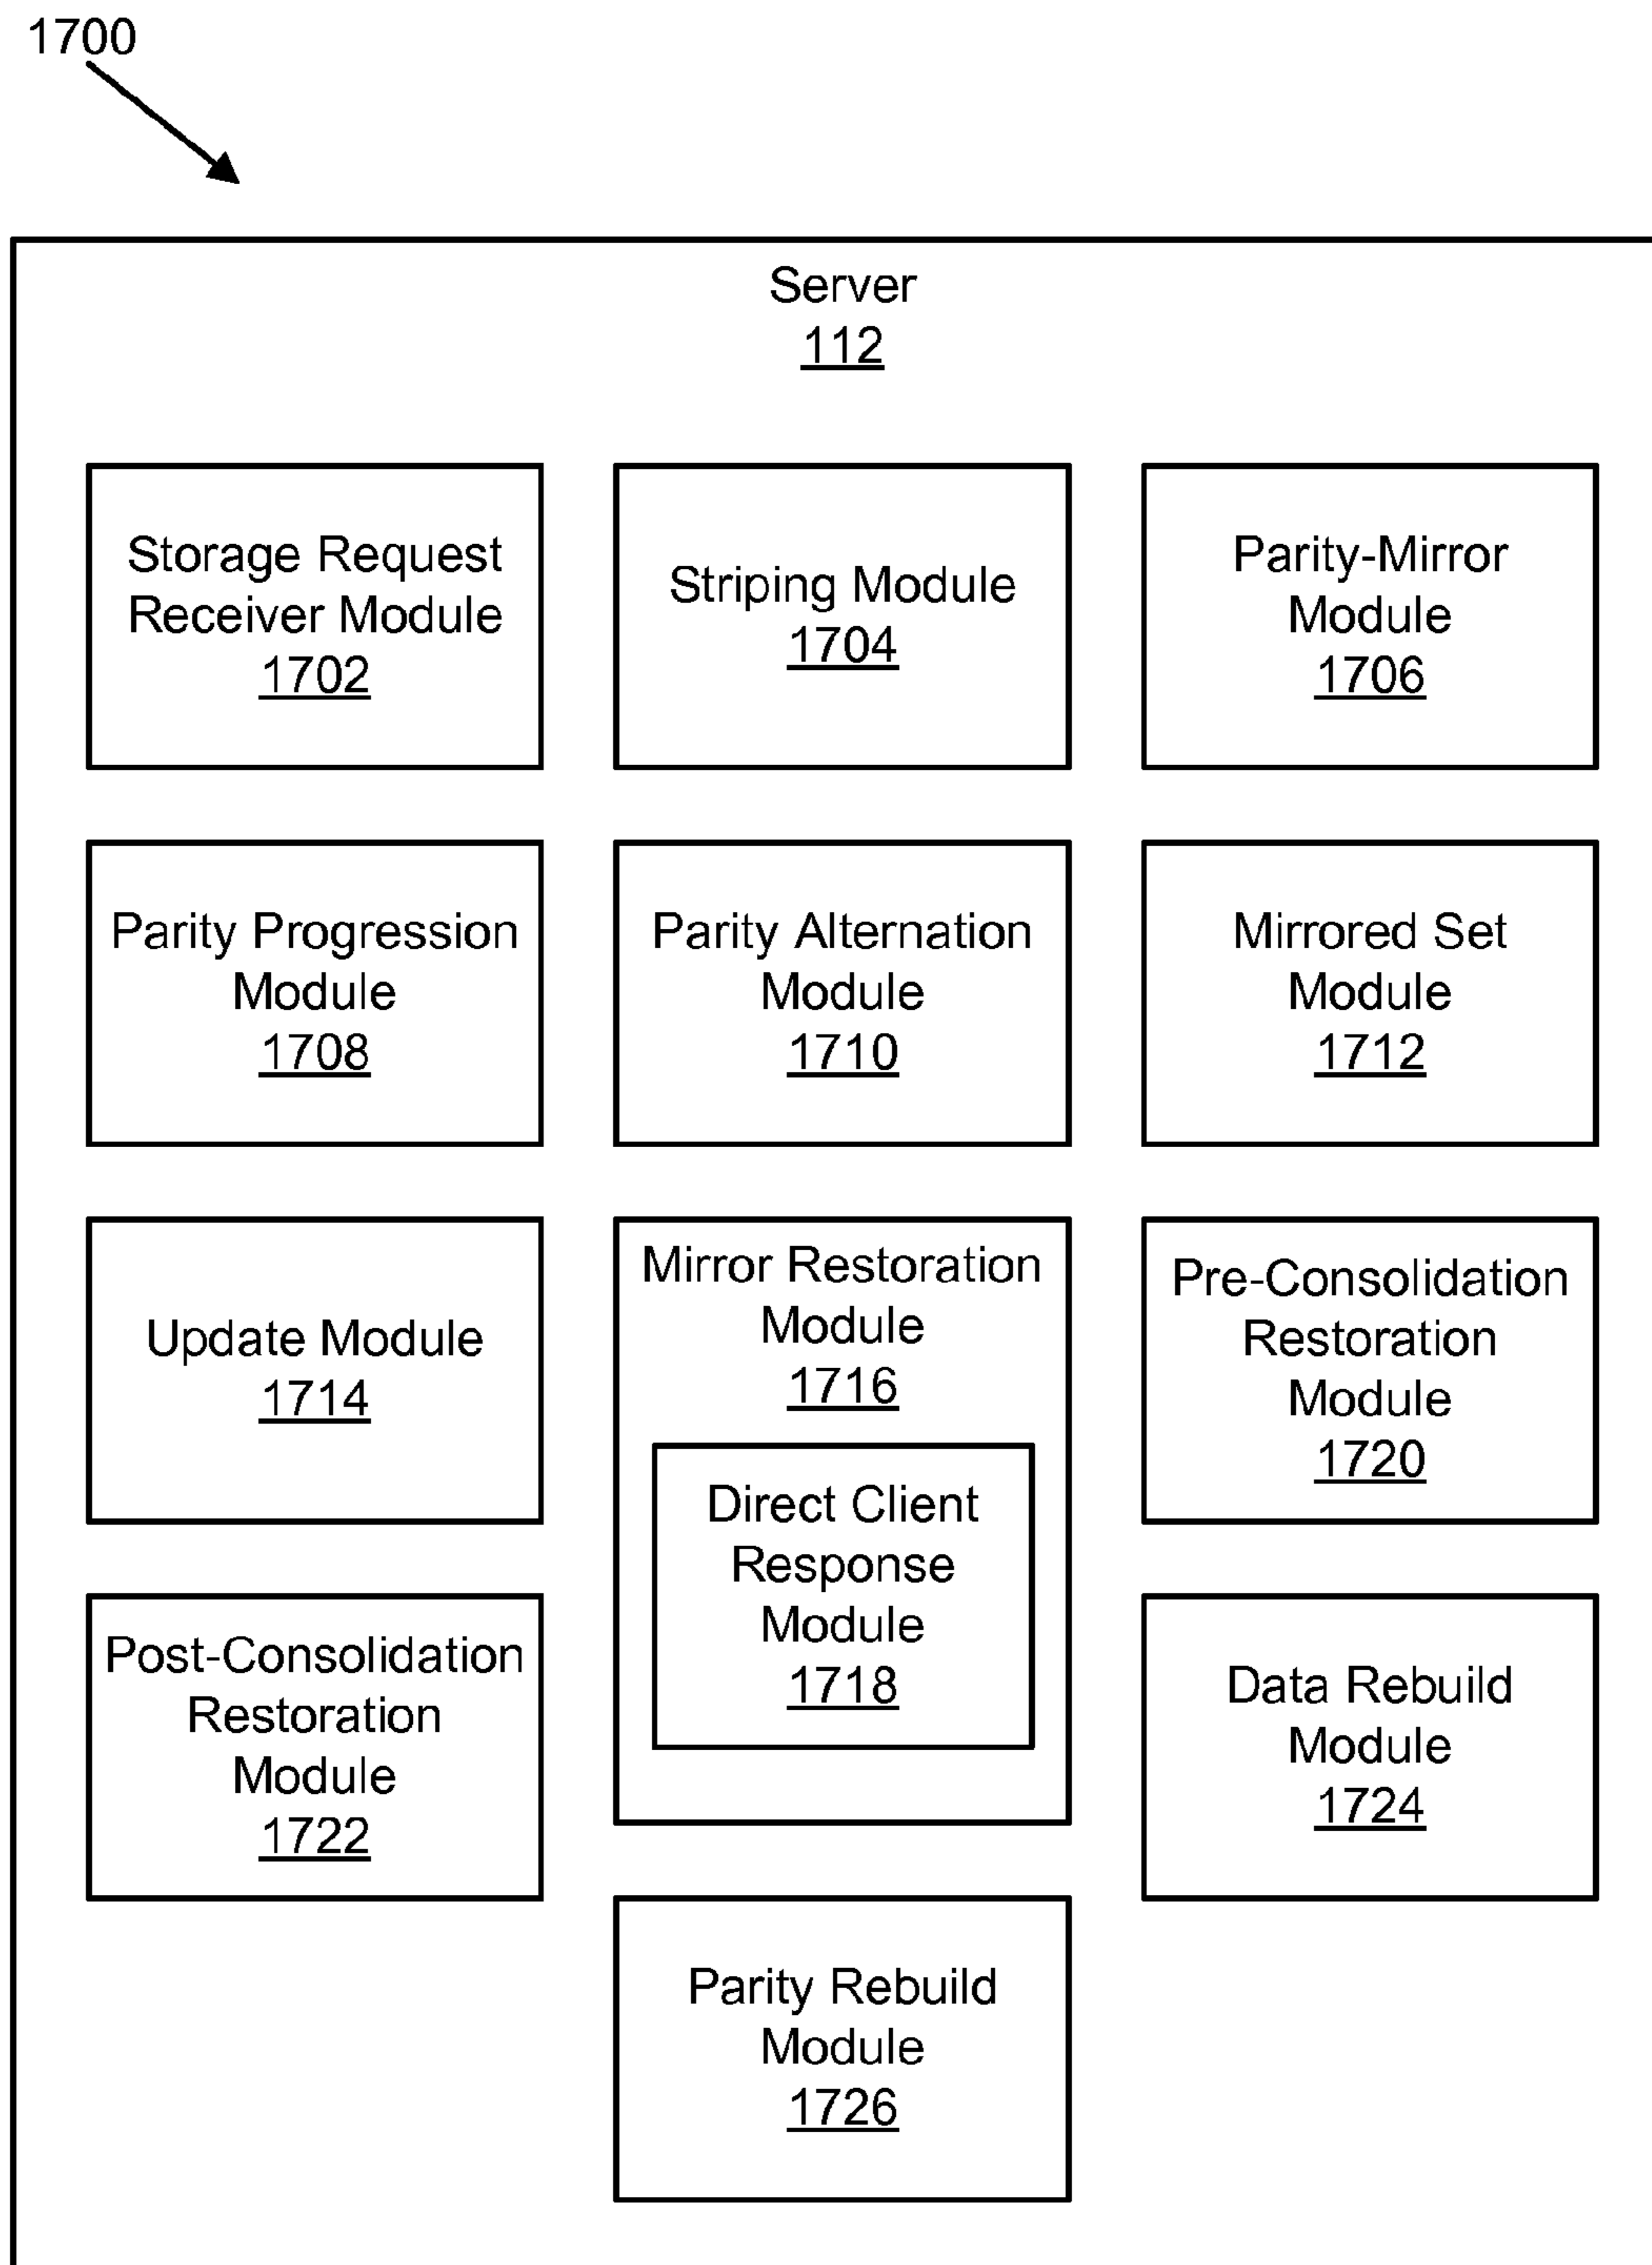 1700
Server
112
Storage Request
Receiver Module
1702
Striping Module
1704
Parity-Mirror
Module
1706
Parity Progression
Module
1708
Parity Alternation
Module
1710
Mirrored Set
Module
1712
Update Module
1714
Mirror Restoration
Module
1716
Direct Client
Response
Module
1718
Pre-Consolidation
Restoration
Module
1720
Post-Consolidation
Restoration
Module
1722
Data Rebuild
Module
1724
Parity Rebuild
Module
1726